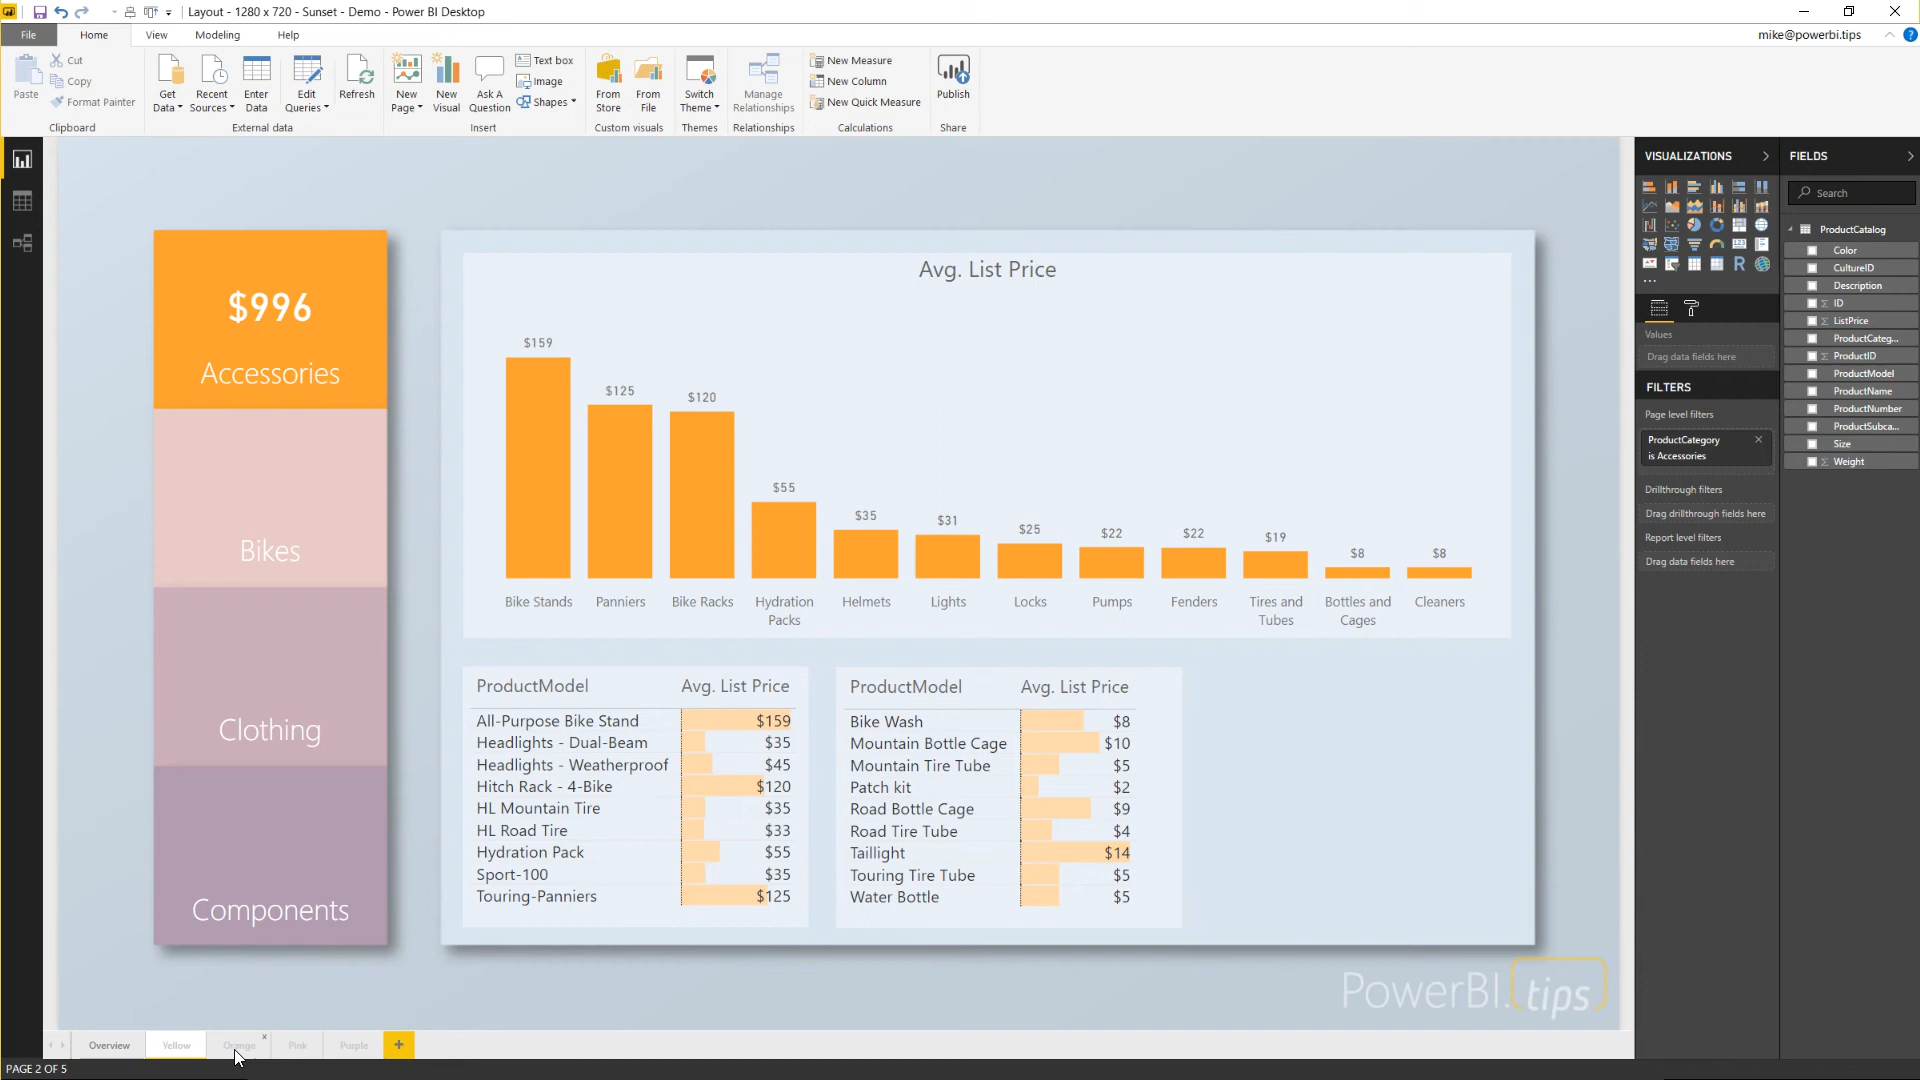 Layout - 1280 x 720 - Sunset - Demo - Power BI Desktop
File
Home
View
Modeling
Help
mike@powerbi.tips
?
Paste
Cut
Copy
Format Painter
Clipboard
Get Data
Recent Sources
Enter Data
Edit Queries
Refresh
External data
New Page
New Visual
Ask A Question
Text box
Image
Shapes
Insert
From Store
From File
Custom visuals
Switch Theme
Themes
Manage Relationships
Relationships
New Measure
New Column
New Quick Measure
Calculations
Publish
Share
$996
Accessories
Bikes
Clothing
Components
Avg. List Price
$159
$125
$120
$55
$35
$31
$25
$22
$22
$19
$8
$8
Bike Stands
Panniers
Bike Racks
Hydration Packs
Helmets
Lights
Locks
Pumps
Fenders
Tires and Tubes
Bottles and Cages
Cleaners
ProductModel Avg. List Price
All-Purpose Bike Stand $159
Headlights - Dual-Beam $35
Headlights - Weatherproof $45
Hitch Rack - 4-Bike $120
HL Mountain Tire $35
HL Road Tire $33
Hydration Pack $55
Sport-100 $35
Touring-Panniers $125
ProductModel Avg. List Price
Bike Wash $8
Mountain Bottle Cage $10
Mountain Tire Tube $5
Patch kit $2
Road Bottle Cage $9
Road Tire Tube $4
Taillight $14
Touring Tire Tube $5
Water Bottle $5
PowerBI.tips
VISUALIZATIONS
R
Values
Drag data fields here
FILTERS
Page level filters
ProductCategory
is Accessories
Drillthrough filters
Drag drillthrough fields here
Report level filters
Drag data fields here
FIELDS
Search
ProductCatalog
Color
CultureID
Description
Σ ID
Σ ListPrice
ProductCateg...
Σ ProductID
ProductModel
ProductName
ProductNumber
ProductSubca...
Size
Σ Weight
Overview
Yellow
Orange
Pink
Purple
+
PAGE 2 OF 5